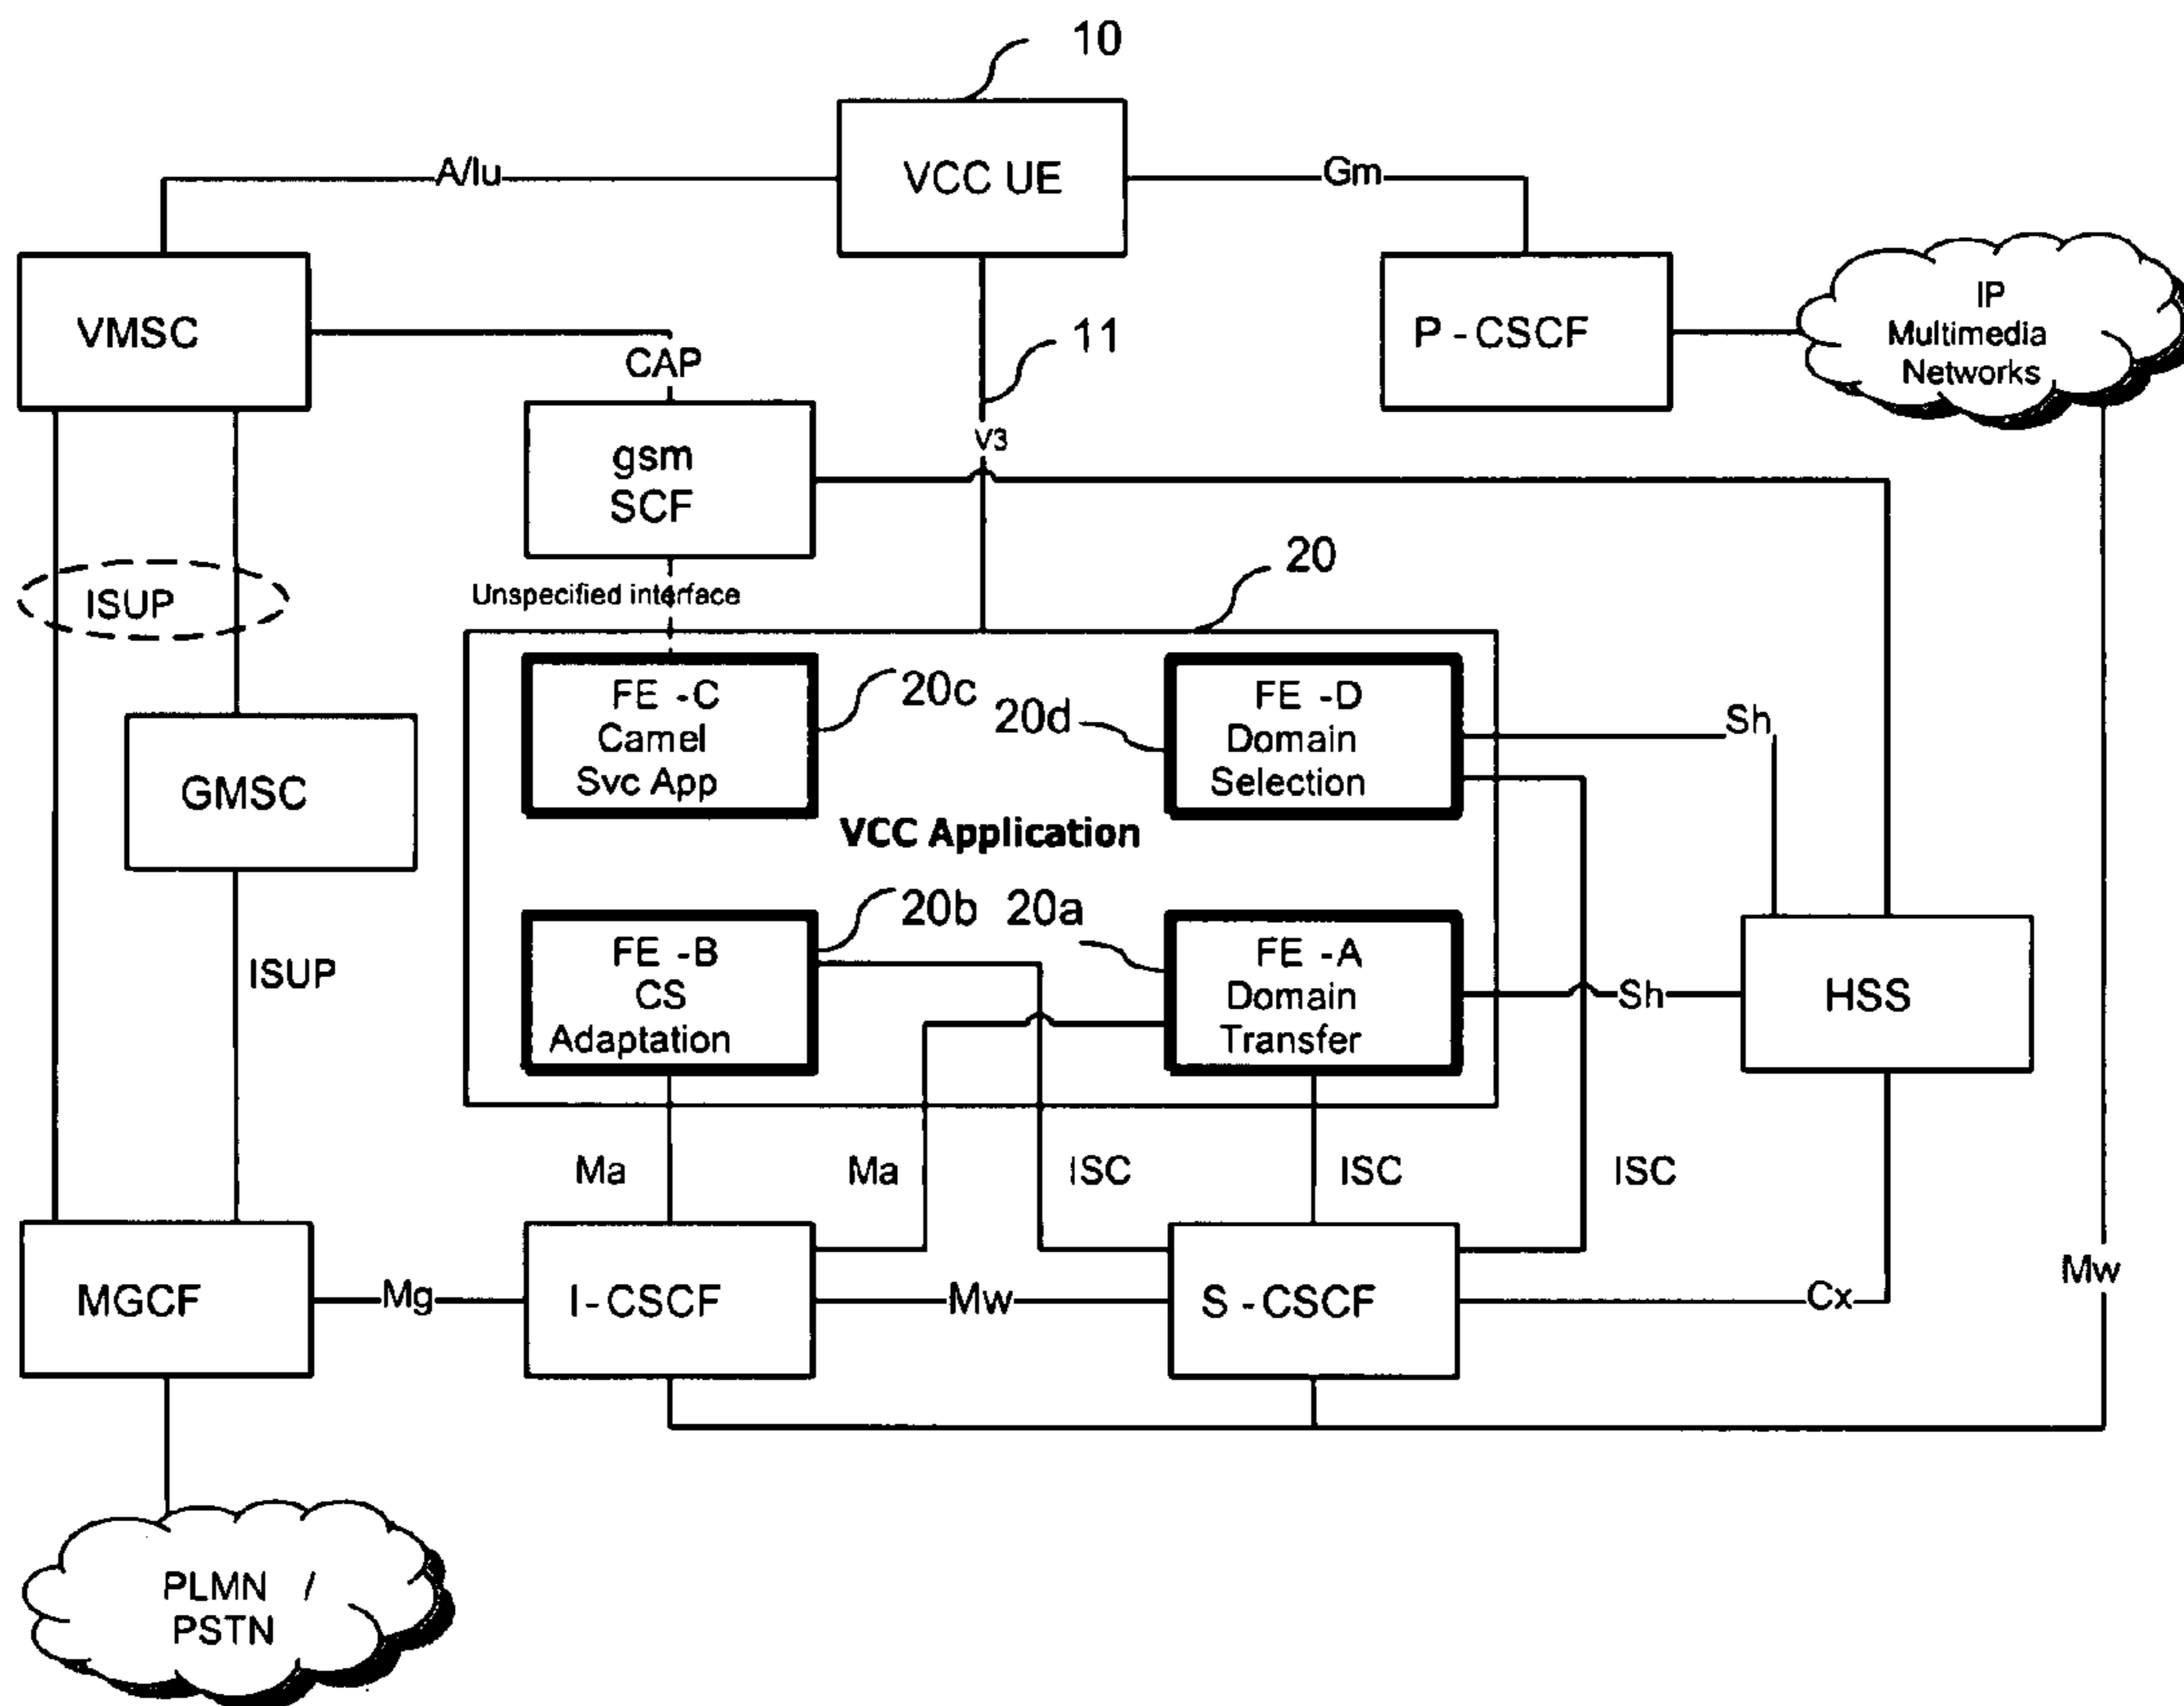 10
VCC UE
A/Iu
Gm
VMSC
CAP
11
P - CSCF
IP
Multimedia
Networks
V3
gsm
SCF
20
ISUP
Unspecified interface
FE - C
Camel
Svc App
20c
20d
FE - D
Domain
Selection
Sh
GMSC
VCC Application
20b
20a
FE - B
CS
Adaptation
FE - A
Domain
Transfer
Sh
HSS
ISUP
Ma
Ma
ISC
ISC
ISC
MGCF
Mg
I - CSCF
Mw
S - CSCF
Cx
Mw
PLMN /
PSTN